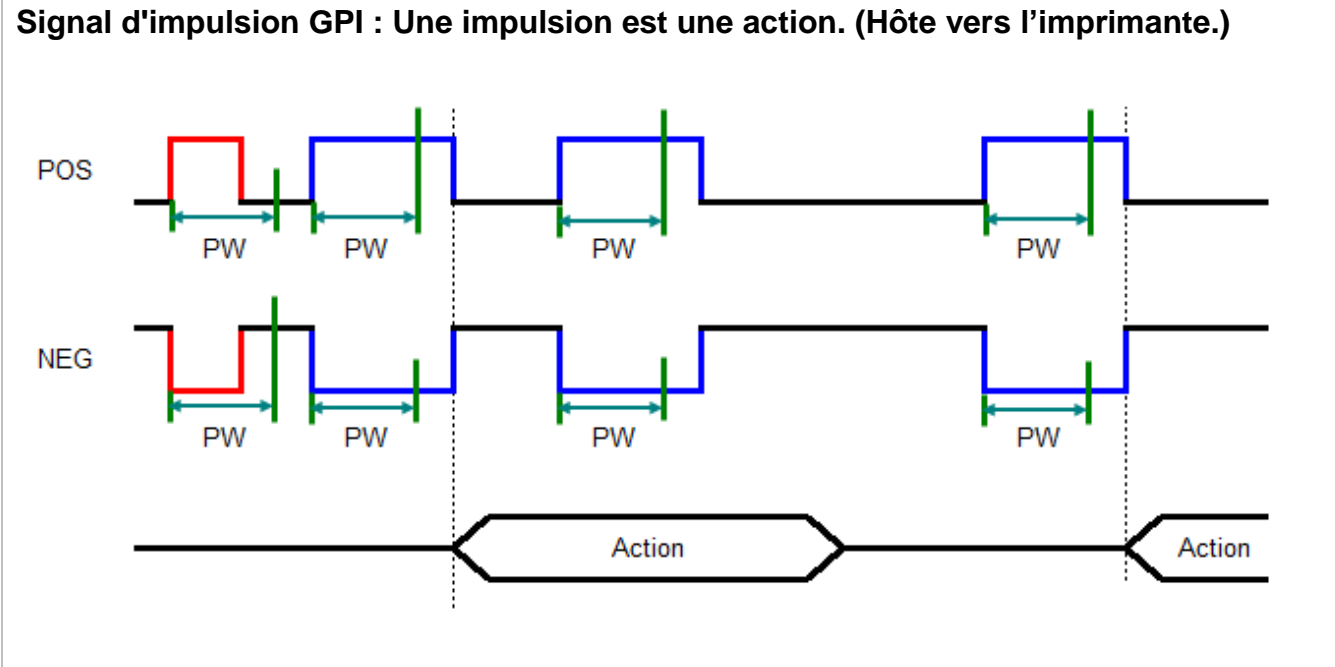 Signal d'impulsion GPI : Une impulsion est une action. (Hôte vers l’imprimante.)
POS
PW PW PW PW
NEG
PW PW PW PW
Action Action